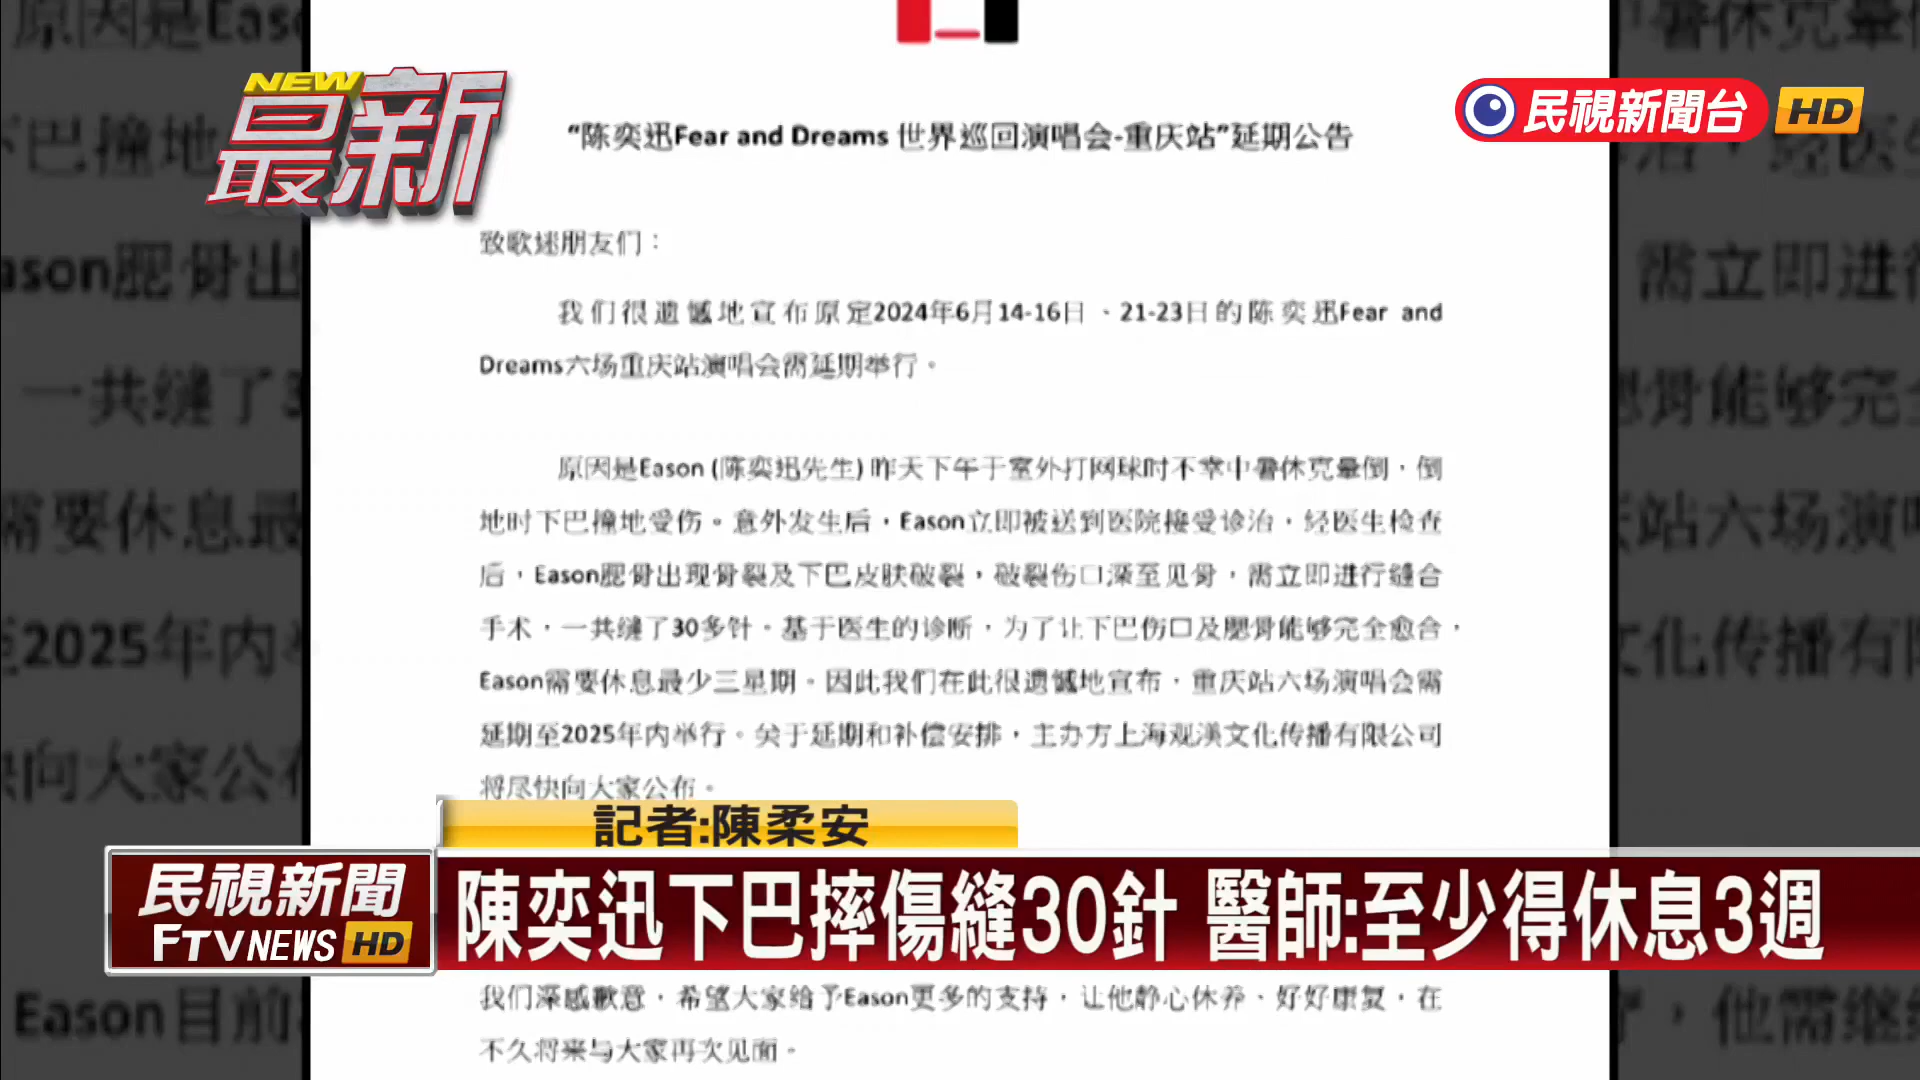 NEW
最新
民視新聞台 HD
“陈奕迅Fear and Dreams 世界巡回演唱会-重庆站”延期公告
致歌迷朋友们：
我们很遗憾地宣布原定2024年6月14-16日、21-23日的陈奕迅Fear and
Dreams六场重庆站演唱会需延期举行。
原因是Eason (陈奕迅先生) 昨天下午于室外打网球时不幸中暑休克晕倒，倒
地时下巴撞地受伤。意外发生后，Eason立即被送到医院接受诊治，经医生检查
后，Eason腮骨出现骨裂及下巴皮肤破裂，破裂伤口深至见骨，需立即进行缝合
手术，一共缝了30多针。基于医生的诊断，为了让下巴伤口及腮骨能够完全愈合，
Eason需要休息最少三星期。因此我们在此很遗憾地宣布，重庆站六场演唱会需
延期至2025年内举行。关于延期和补偿安排，主办方上海观漢文化传播有限公司
将尽快向大家公布。
記者:陳柔安
民視新聞
FTVNEWS HD
陳奕迅下巴摔傷縫30針 醫師:至少得休息3週
我们深感歉意，希望大家给予Eason更多的支持，让他静心休养、好好康复，在
不久将来与大家再次见面。